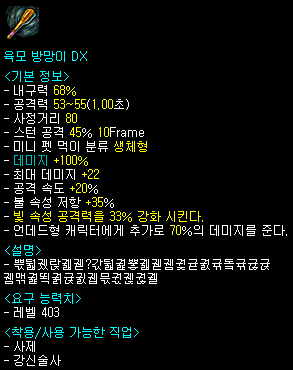 육모 방망이 DX
<기본 정보>
- 내구력 68%
- 공격력 53~55(1,00초)
- 사정거리 80
- 스턴 공격 45% 10Frame
- 미니 펫 먹이 분류 생체형
- 데미지 +100%
- 최대 데미지 +22
- 공격 속도 +20%
- 불 속성 저항 +35%
- 빛 속성 공격력을 33% 강화 시킨다.
- 언데드형 캐릭터에게 추가로 70%의 데미지를 준다.
<설명>
<요구 능력치>
- 레벨 403
<착용/사용 가능한 직업>
- 사제
- 강신술사